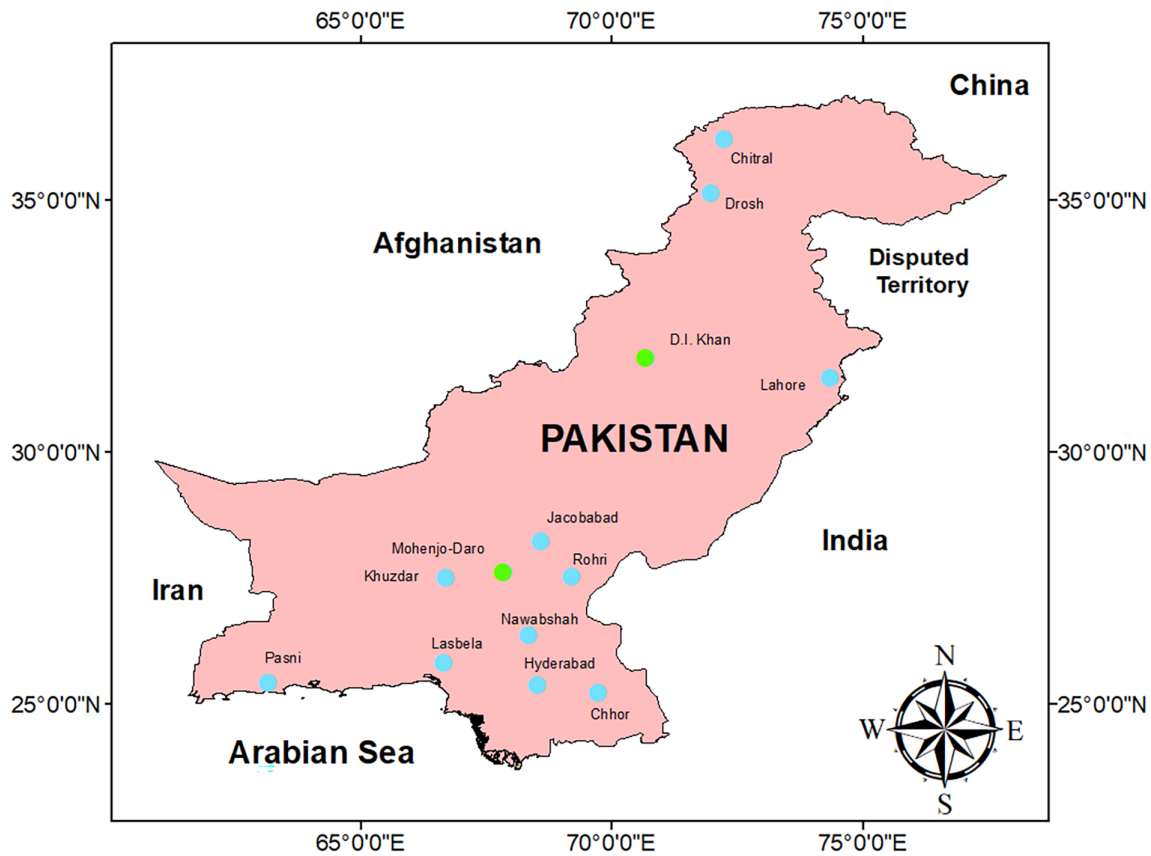 65°0'0"E 70°0'0"E 75°0'0"E
China
Chitral
35°0'0"N 35°0'0"N
Drosh
Afghanistan
Disputed
Territory
D.I. Khan
Lahore
PAKISTAN
30°0'0"N 30°0'0"N
Jacobabad
India
Mohenjo-Daro
Rohri
Khuzdar
Iran
Nawabshah
Lasbela
Pasni
Hyderabad
N
25°0'0"N 25°0'0"N
Chhor
W E
Arabian Sea
S
65°0'0"E 70°0'0"E 75°0'0"E